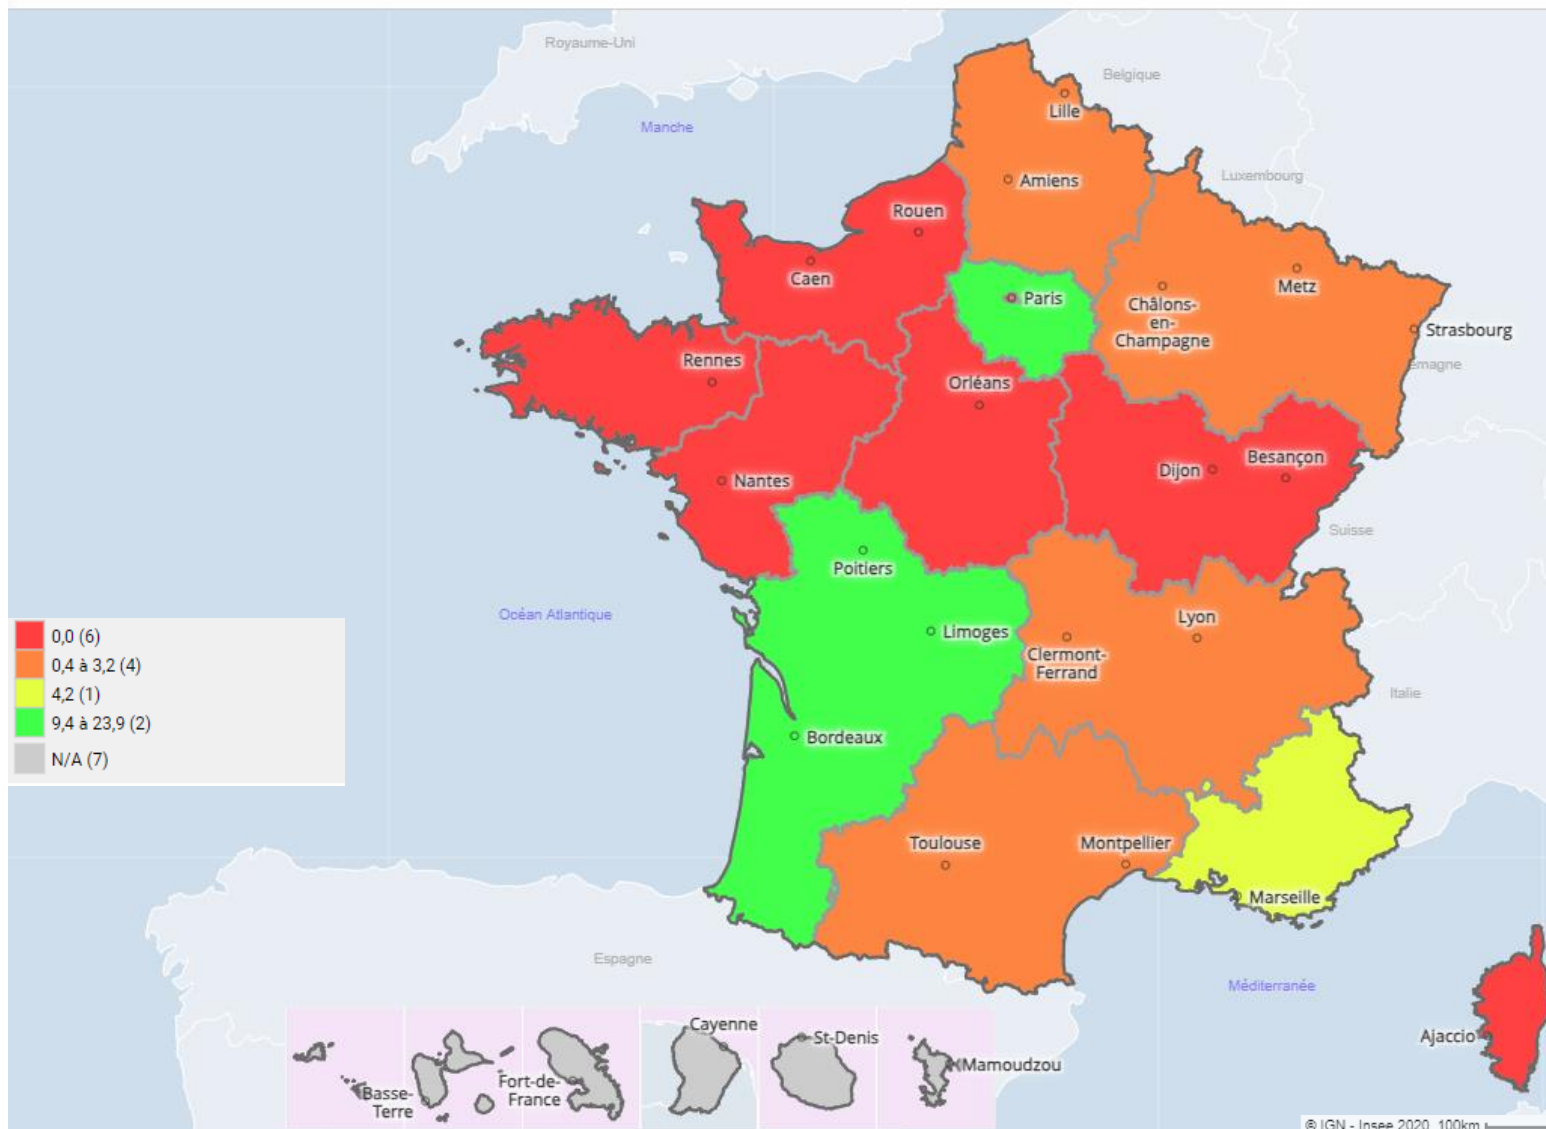 Royaume-Uni
Belgique
Lille
Manche
Luxembourg
Amiens
Rouen
Caen
Metz
Paris
Châlons-
en-
Champagne
Strasbourg
emagne
Rennes
Orléans
Besançon
Dijon
Nantes
Suisse
Poitiers
Océan Atlantique
Lyon
Limoges
Clermont-
Ferrand
Italie
Bordeaux
Toulouse
Montpellier
Marseille
Espagne
Méditerranée
Ajaccio
0,0 (6)
0,4 à 3,2 (4)
4,2 (1)
9,4 à 23,9 (2)
N/A (7)
Basse-
Terre
Fort-de-
France
Cayenne
St-Denis
Mamoudzou
© IGN - Insee 2020 100km